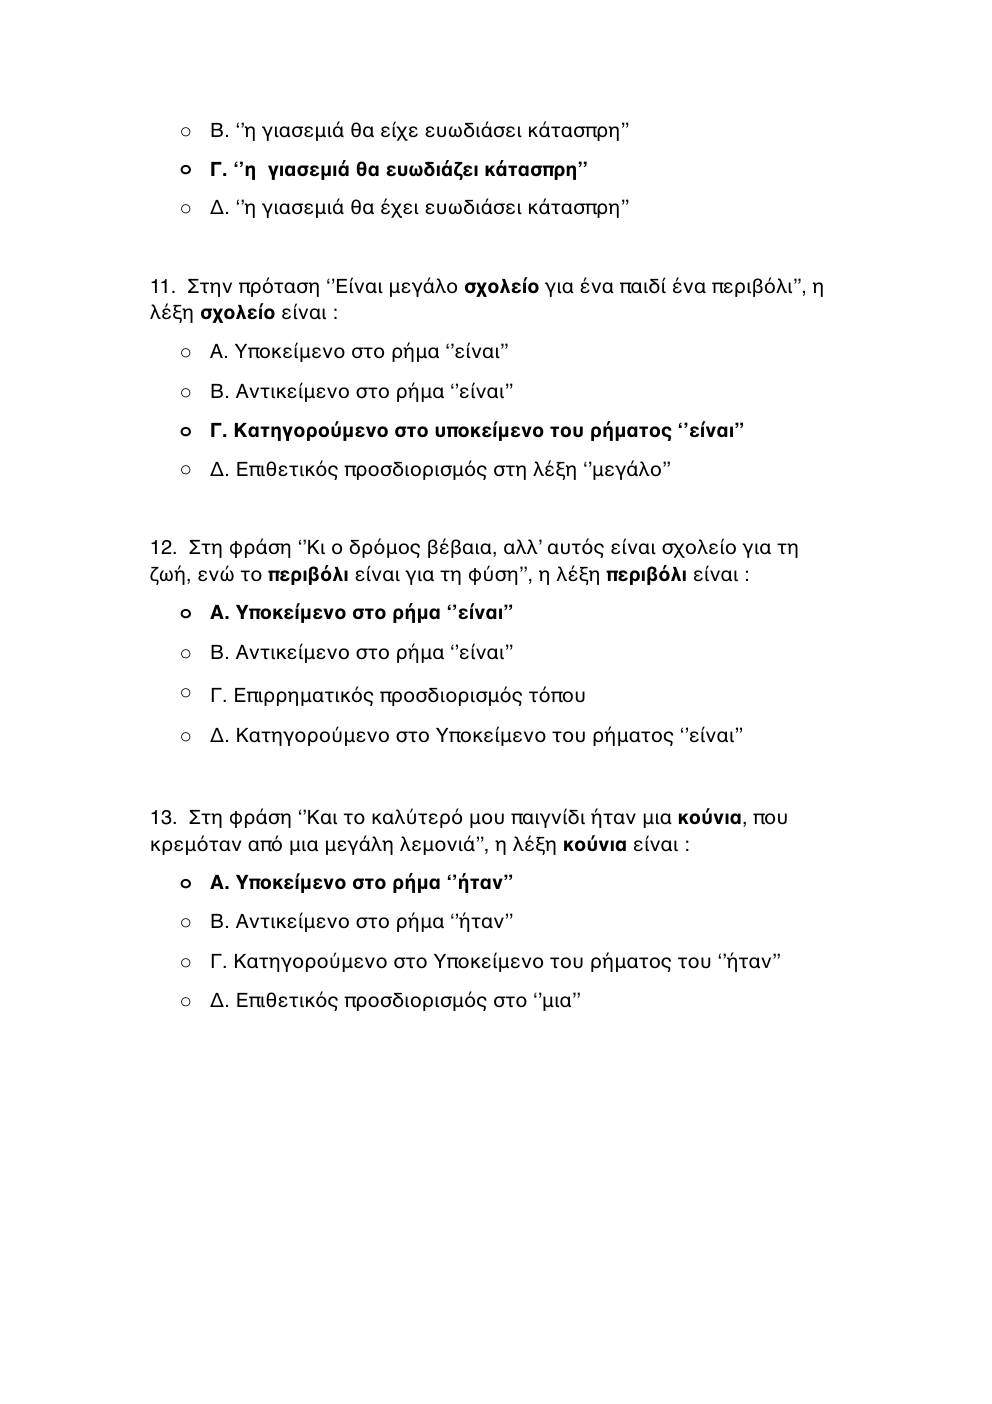 ○ Β. ‘’η γιασεμιά θα είχε ευωδιάσει κάτασπρη’’
○ Γ. ‘’η γιασεμιά θα ευωδιάζει κάτασπρη’’
○ Δ. ‘’η γιασεμιά θα έχει ευωδιάσει κάτασπρη’’
11. Στην πρόταση ‘’Είναι μεγάλο σχολείο για ένα παιδί ένα περιβόλι’’, η
λέξη σχολείο είναι :
○ Α. Υποκείμενο στο ρήμα ‘’είναι’’
○ Β. Αντικείμενο στο ρήμα ‘’είναι’’
○ Γ. Κατηγορούμενο στο υποκείμενο του ρήματος ‘’είναι’’
○ Δ. Επιθετικός προσδιορισμός στη λέξη ‘’μεγάλο’’
12. Στη φράση ‘’Κι ο δρόμος βέβαια, αλλ’ αυτός είναι σχολείο για τη
ζωή, ενώ το περιβόλι είναι για τη φύση’’, η λέξη περιβόλι είναι :
○ Α. Υποκείμενο στο ρήμα ‘’είναι’’
○ Β. Αντικείμενο στο ρήμα ‘’είναι’’
○ Γ. Επιρρηματικός προσδιορισμός τόπου
○ Δ. Κατηγορούμενο στο Υποκείμενο του ρήματος ‘’είναι’’
13. Στη φράση ‘’Και το καλύτερό μου παιγνίδι ήταν μια κούνια, που
κρεμόταν από μια μεγάλη λεμονιά’’, η λέξη κούνια είναι :
○ Α. Υποκείμενο στο ρήμα ‘’ήταν’’
○ Β. Αντικείμενο στο ρήμα ‘’ήταν’’
○ Γ. Κατηγορούμενο στο Υποκείμενο του ρήματος του ‘’ήταν’’
○ Δ. Επιθετικός προσδιορισμός στο ‘’μια’’